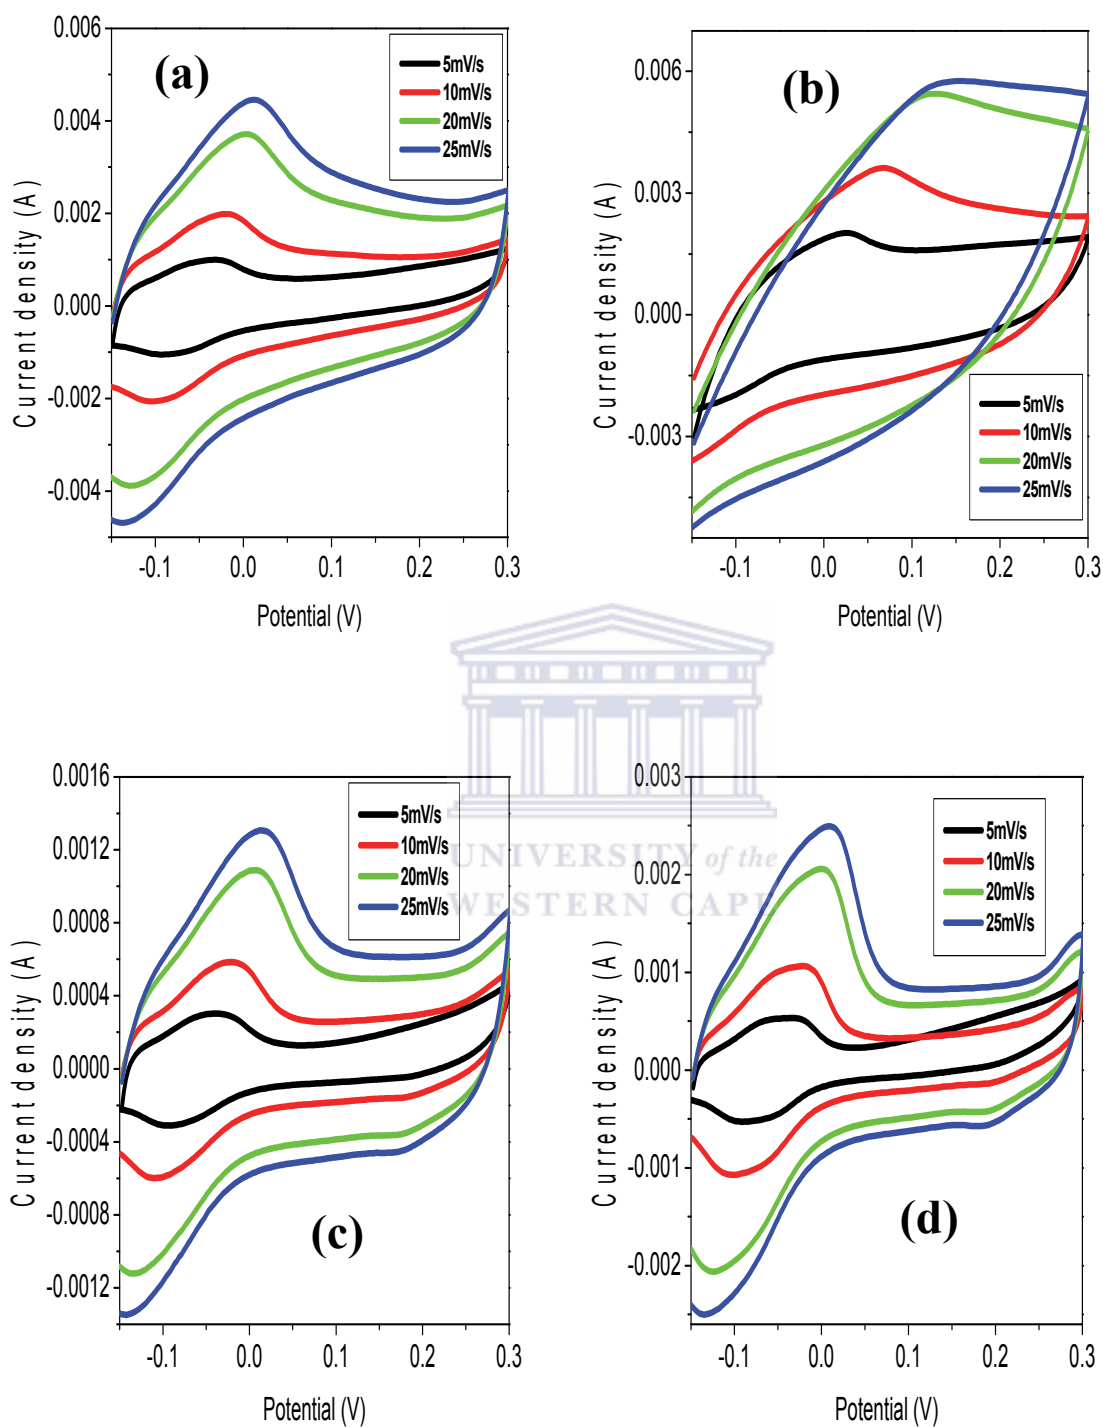 (a)
5mV/s
10mV/s
20mV/s
25mV/s
0.006
0.004
0.002
0.000
-0.002
-0.004
Current density (A)
-0.1 0.0 0.1 0.2 0.3
Potential (V)
(b)
0.006
0.003
0.000
-0.003
Current density (A)
5mV/s
10mV/s
20mV/s
25mV/s
-0.1 0.0 0.1 0.2 0.3
Potential (V)
UNIVERSITY of the
WESTERN CAPE
0.0016
0.0012
0.0008
0.0004
0.0000
-0.0004
-0.0008
-0.0012
Current density (A)
5mV/s
10mV/s
20mV/s
25mV/s
(c)
-0.1 0.0 0.1 0.2 0.3
Potential (V)
0.003
0.002
0.001
0.000
-0.001
-0.002
Current density (A)
5mV/s
10mV/s
20mV/s
25mV/s
(d)
-0.1 0.0 0.1 0.2 0.3
Potential (V)